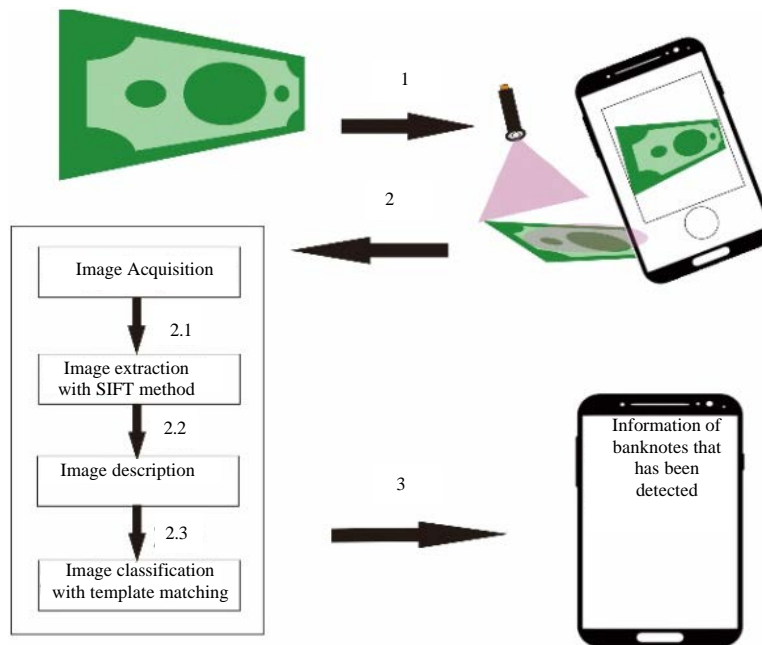 1
2
Image Acquisition
2.1
Image extraction
with SIFT method
2.2
Image description
2.3
Image classification
with template matching
3
Information of
banknotes that
has been
detected